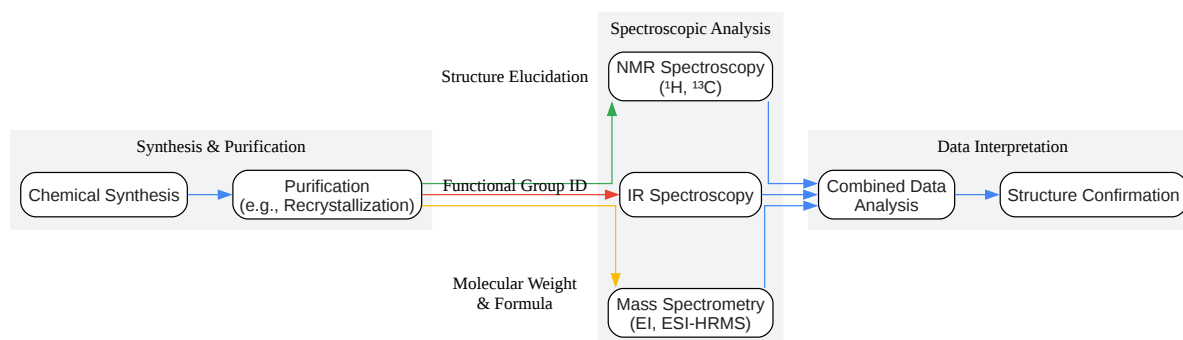 Spectroscopic Analysis
NMR Spectroscopy
(¹H, ¹³C)
Structure Elucidation
Synthesis & Purification
Data Interpretation
Chemical Synthesis
Purification
(e.g., Recrystallization)
Functional Group ID
IR Spectroscopy
Combined Data
Analysis
Structure Confirmation
Molecular Weight
& Formula
Mass Spectrometry
(EI, ESI-HRMS)